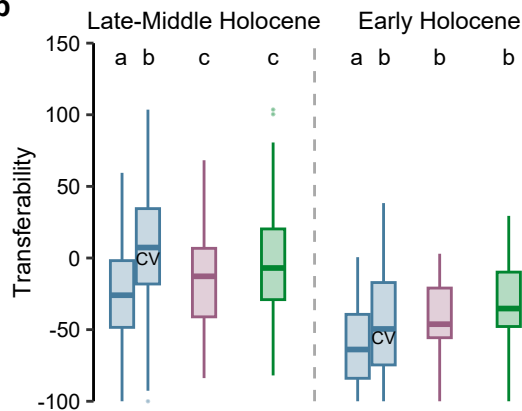 b
Late-Middle Holocene Early Holocene
150
a b c c a b b b
100
50
0
-50
-100
Transferability
CV
CV